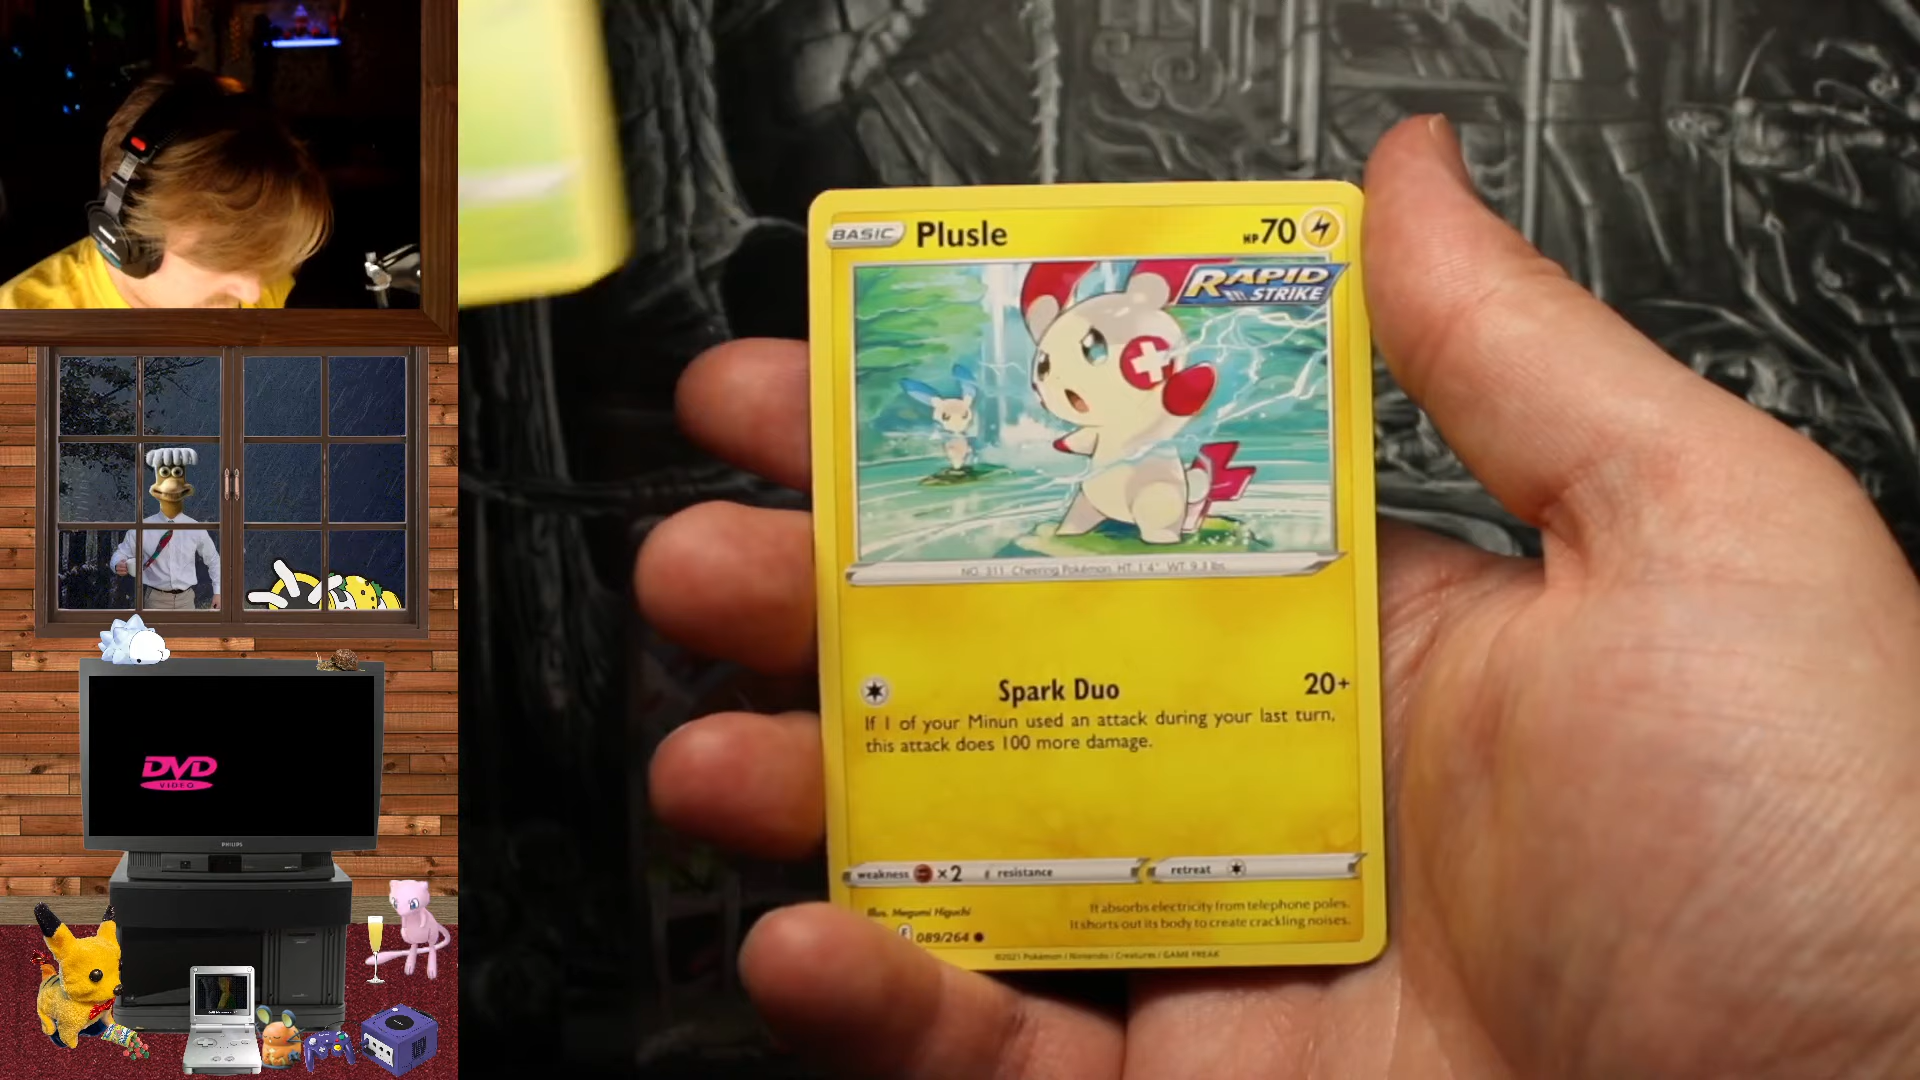 BASIC Plusle HP 70
RAPID
STRIKE
NO. 311 Cheering Pokémon HT: 1'4" WT: 9.3 lbs.
Spark Duo 20+
If 1 of your Minun used an attack during your last turn,
this attack does 100 more damage.
weakness ×2 resistance retreat
Illus. Megumi Higuchi
It absorbs electricity from telephone poles.
It shorts out its body to create crackling noises.
E 089/264
©2021 Pokémon / Nintendo / Creatures / GAME FREAK
DVD
VIDEO
PHILIPS